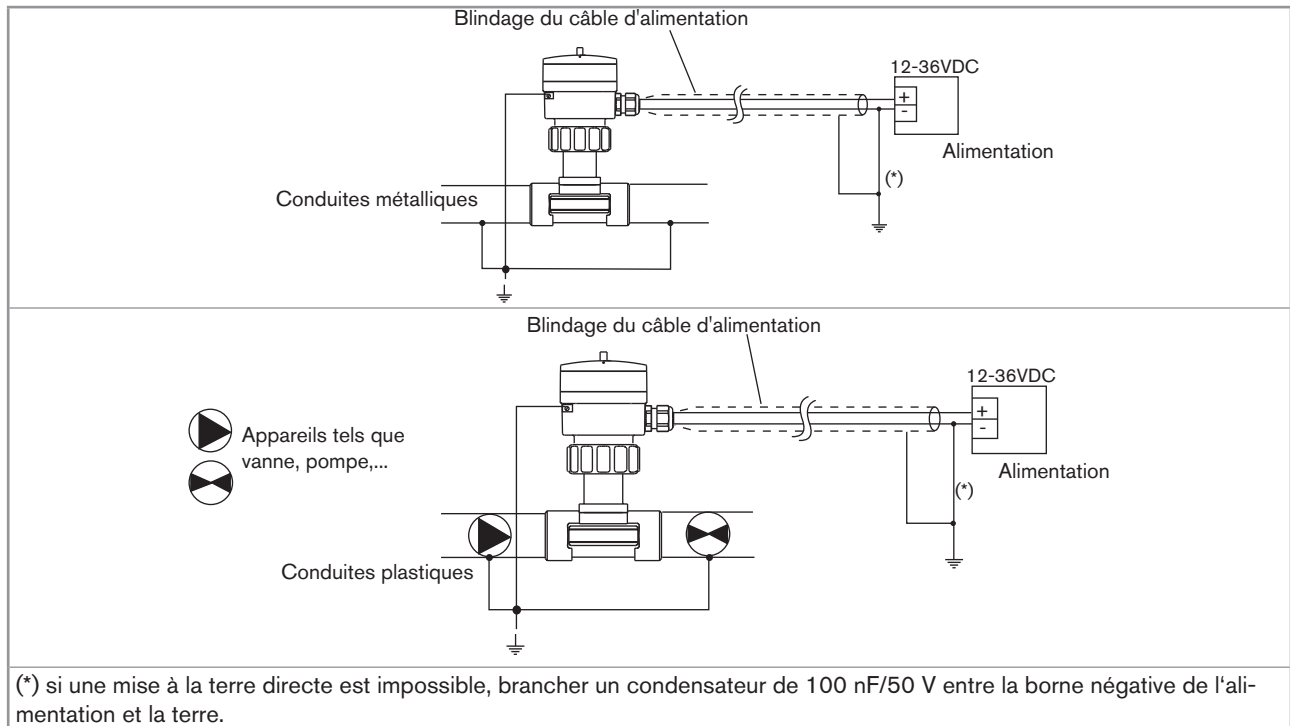 Blindage du câble d'alimentation
12-36VDC
+
-
Alimentation
(*)
Conduites métalliques
Blindage du câble d'alimentation
12-36VDC
+
-
Appareils tels que
vanne, pompe,...
Alimentation
(*)
Conduites plastiques
(*) si une mise à la terre directe est impossible, brancher un condensateur de 100 nF/50 V entre la borne négative de l‘ali-
mentation et la terre.